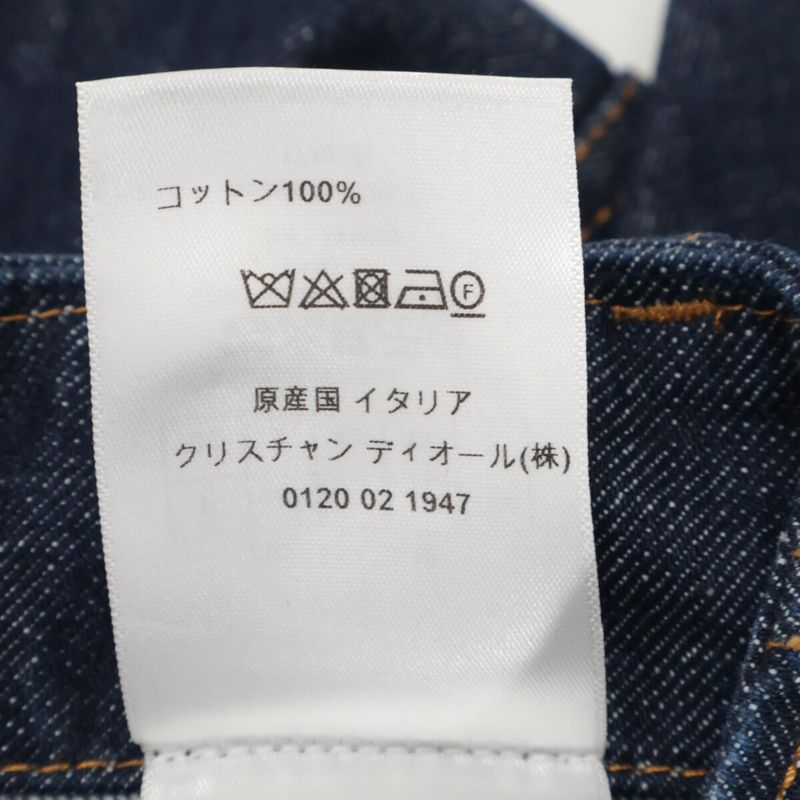 コットン100%
F
原産国 イタリア
クリスチャン ディオール(株)
0120 02 1947